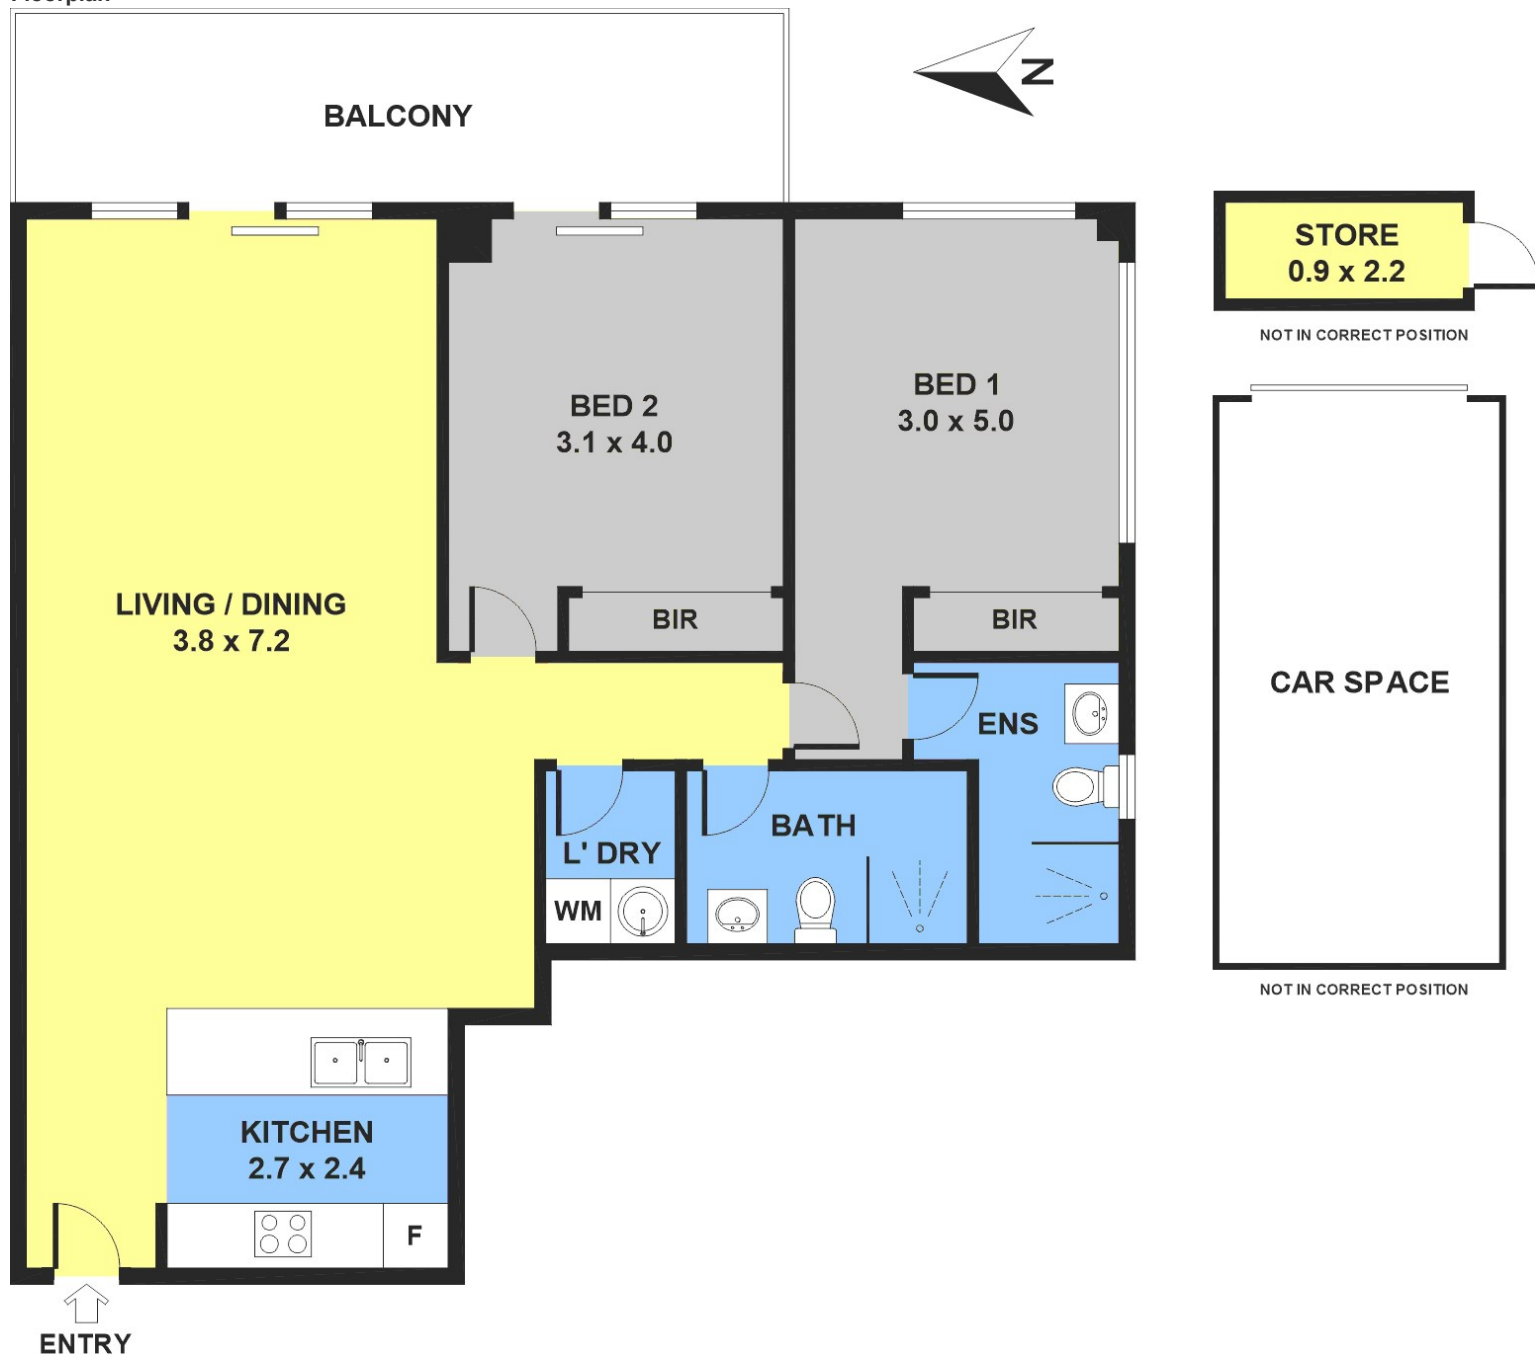 Floorplan
BALCONY
N
STORE
0.9 x 2.2
NOT IN CORRECT POSITION
BED 1
3.0 x 5.0
BED 2
3.1 x 4.0
LIVING / DINING
3.8 x 7.2
BIR
BIR
CAR SPACE
ENS
BATH
L' DRY
WM
NOT IN CORRECT POSITION
KITCHEN
2.7 x 2.4
F
ENTRY